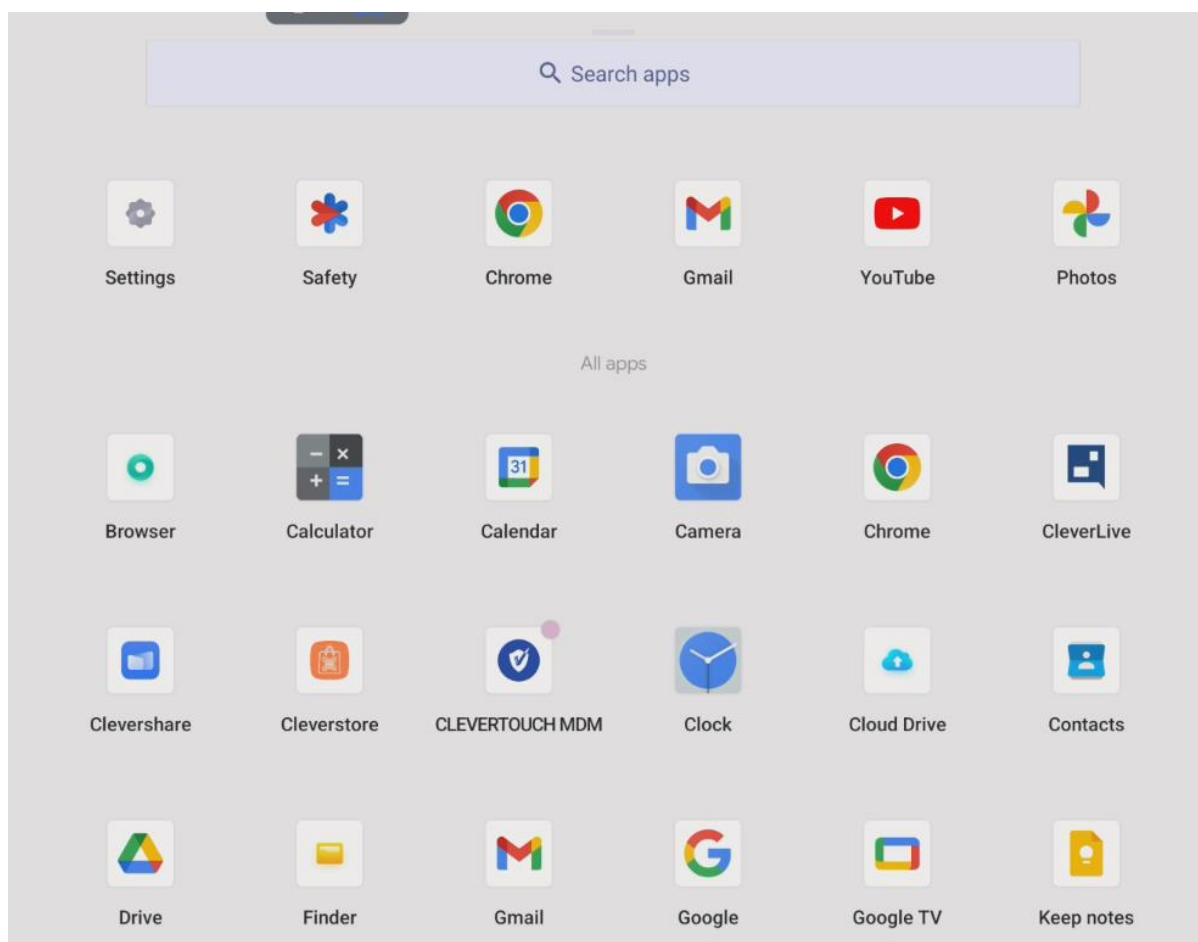 Search apps
Settings Safety Chrome Gmail YouTube Photos
All apps
31
Browser Calculator Calendar Camera Chrome CleverLive
Clevershare Cleverstore CLEVERTOUCH MDM Clock Cloud Drive Contacts
Drive Finder Gmail Google Google TV Keep notes